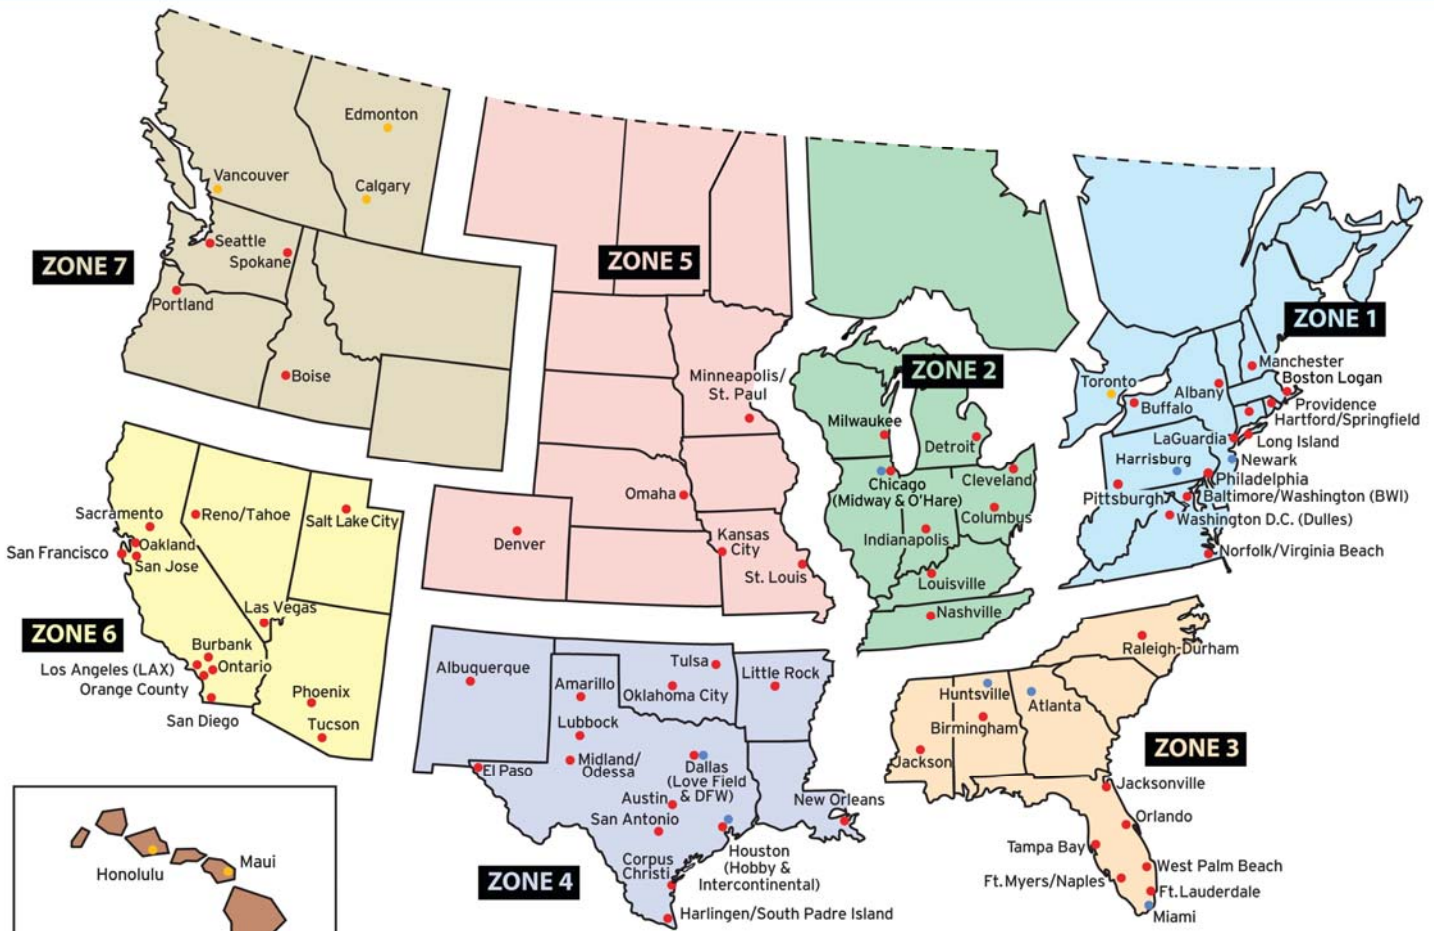 Edmonton
Vancouver
Calgary
Seattle
Spokane
ZONE 7
Portland
Boise
ZONE 5
Minneapolis/
St. Paul
Omaha
Denver
Kansas
City
St. Louis
ZONE 2
Milwaukee
Detroit
Chicago
(Midway & O'Hare)
Cleveland
Columbus
Indianapolis
Louisville
Nashville
ZONE 1
Manchester
Boston Logan
Toronto
Albany
Buffalo
Providence
Hartford/Springfield
LaGuardia
Long Island
Harrisburg
Newark
Philadelphia
Pittsburgh
Baltimore/Washington (BWI)
Washington D.C. (Dulles)
Norfolk/Virginia Beach
Sacramento
Reno/Tahoe
Salt Lake City
San Francisco
Oakland
San Jose
Las Vegas
ZONE 6
Burbank
Los Angeles (LAX)
Ontario
Orange County
Phoenix
San Diego
Tucson
Albuquerque
Tulsa
Amarillo
Oklahoma City
Little Rock
Lubbock
El Paso
Midland/
Odessa
Dallas
(Love Field
& DFW)
Austin
San Antonio
New Orleans
Corpus
Christi
Houston
(Hobby &
Intercontinental)
ZONE 4
Harlingen/South Padre Island
Raleigh-Durham
Huntsville
Atlanta
Birmingham
ZONE 3
Jackson
Jacksonville
Orlando
Tampa Bay
West Palm Beach
Ft.Myers/Naples
Ft.Lauderdale
Miami
Honolulu
Maui